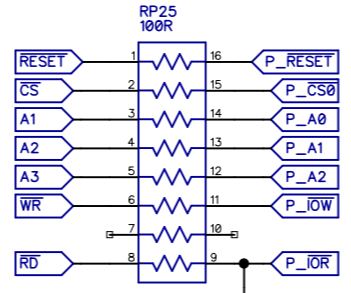 RP25
100R
RESET 1 16 P_RESET
CS 2 15 P_CS0
A1 3 14 P_A0
A2 4 13 P_A1
A3 5 12 P_A2
WR 6 11 P_IOW
7 10
RD 8 9 P_IOR